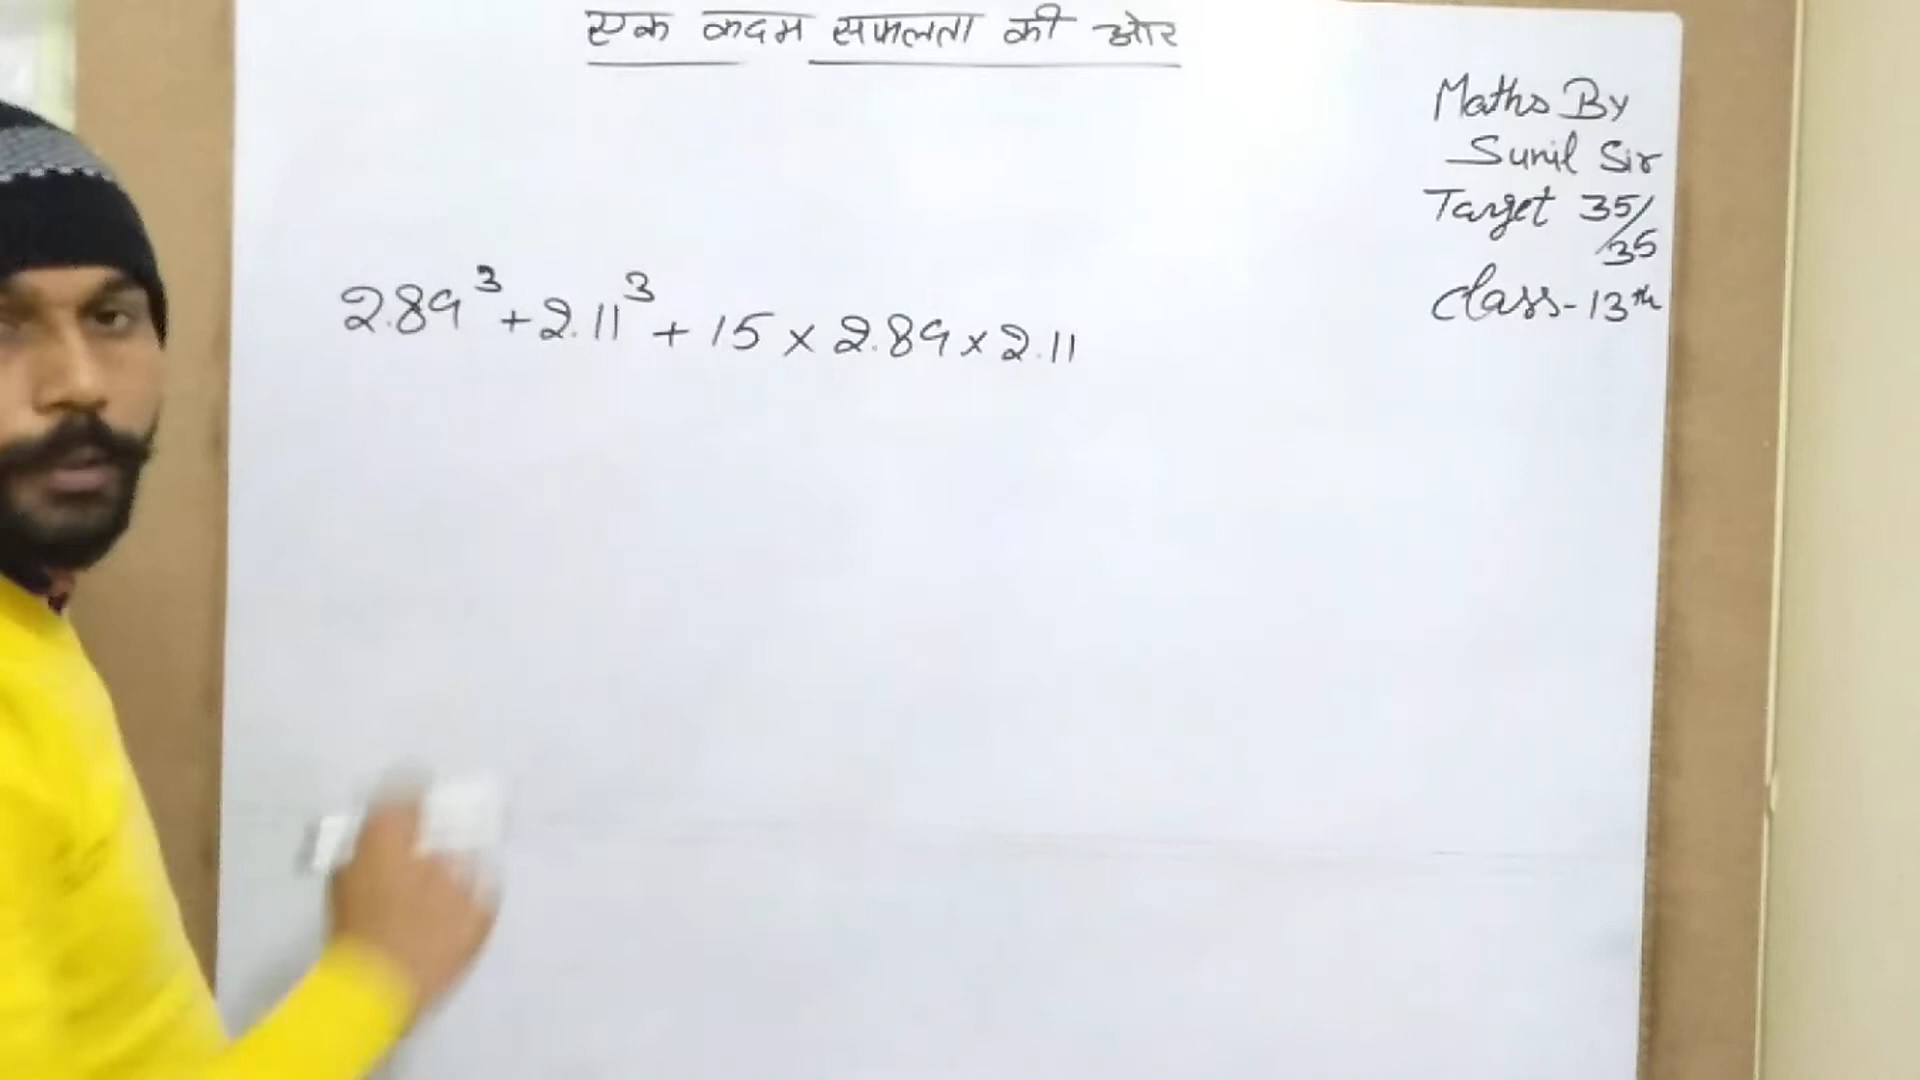 एक कदम सफलता की ओर
Maths By
Sunil Sir
Target 35/35
Class-13th
2.89³+2.11³+15×2.89×2.11